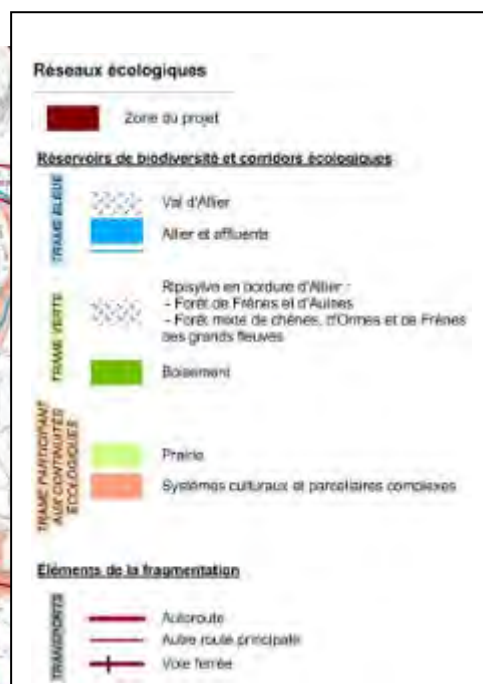 Réseaux écologiques
Zone du projet
Réservoirs de biodiversité et corridors écologiques
TRAME BLEUE
Val d'Allier
Allier et affluents
TRAME VERTE
Ripisylve en bordure d'Allier :
- Forêt de Frênes et d'Aulnes
- Forêt mixte de chênes, d'Ormes et de Frênes
des grands fleuves
Boisement
TRAME PARTICIPANT
AUX CONTINUITÉS
ÉCOLOGIQUES
Prairie
Systèmes culturaux et parcellaires complexes
Eléments de la fragmentation
TRANSPORTS
Autoroute
Autre route principale
Voie ferrée